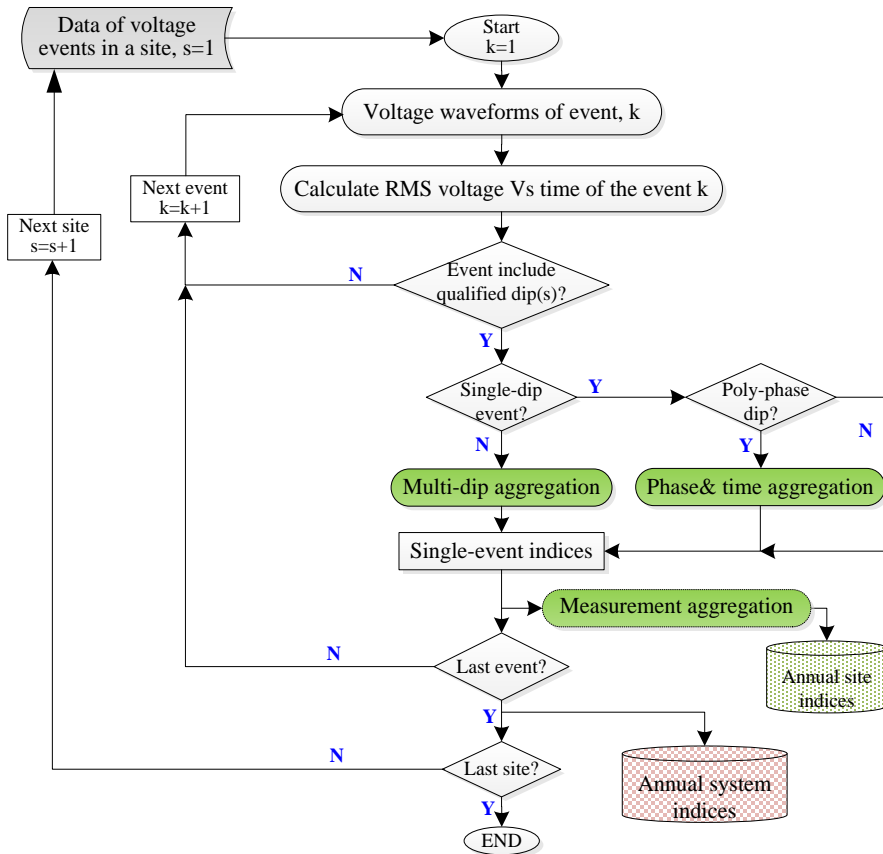 Data of voltage
events in a site, s=1
Start
k=1
Voltage waveforms of event, k
Calculate RMS voltage Vs time of the event k
Next event
k=k+1
Next site
s=s+1
N
Event include
qualified dip(s)?
Y
Single-dip
event?
Y
Poly-phase
dip?
N
N
Y
Multi-dip aggregation
Phase& time aggregation
Single-event indices
Measurement aggregation
N
Last event?
Annual site
indices
Y
N
Last site?
Annual system
indices
Y
END